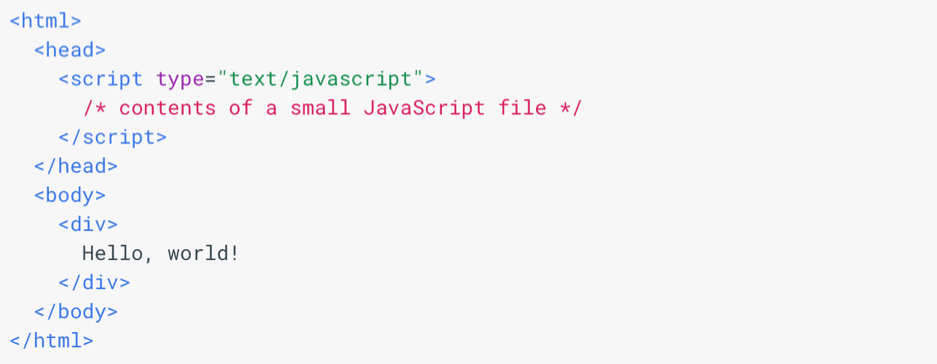 <html>
<head>
<script type="text/javascript">
/* contents of a small JavaScript file */
</script>
</head>
<body>
<div>
Hello, world!
</div>
</body>
</html>